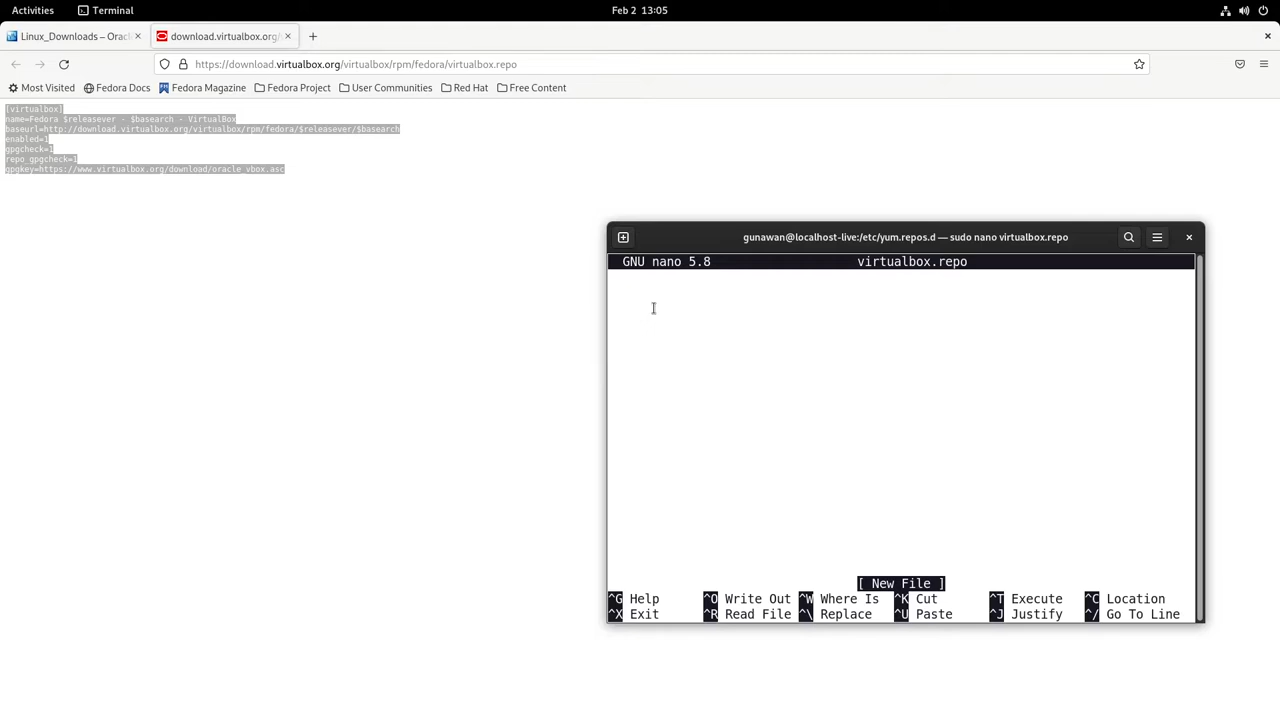 Activities Terminal Feb 2 13:05
Linux_Downloads – Orac download.virtualbox.org/v
https://download.virtualbox.org/virtualbox/rpm/fedora/virtualbox.repo
Most Visited Fedora Docs Fedora Magazine Fedora Project User Communities Red Hat Free Content
[virtualbox]
name=Fedora $releasever - $basearch - VirtualBox
baseurl=http://download.virtualbox.org/virtualbox/rpm/fedora/$releasever/$basearch
enabled=1
gpgcheck=1
repo_gpgcheck=1
gpgkey=https://www.virtualbox.org/download/oracle_vbox.asc
gunawan@localhost-live:/etc/yum.repos.d — sudo nano virtualbox.repo
GNU nano 5.8 virtualbox.repo
[ New File ]
^G Help ^O Write Out ^W Where Is ^K Cut ^T Execute ^C Location
^X Exit ^R Read File ^\ Replace ^U Paste ^J Justify ^/ Go To Line